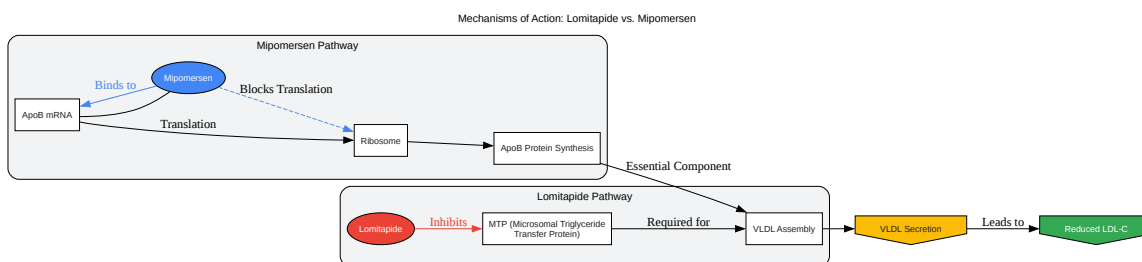 Mechanisms of Action: Lomitapide vs. Mipomersen
Mipomersen Pathway
Mipomersen
Binds to
Blocks Translation
ApoB mRNA
Translation
Ribosome
ApoB Protein Synthesis
Essential Component
Lomitapide Pathway
Lomitapide
Inhibits
MTP (Microsomal Triglyceride
Transfer Protein)
Required for
VLDL Assembly
VLDL Secretion
Leads to
Reduced LDL-C